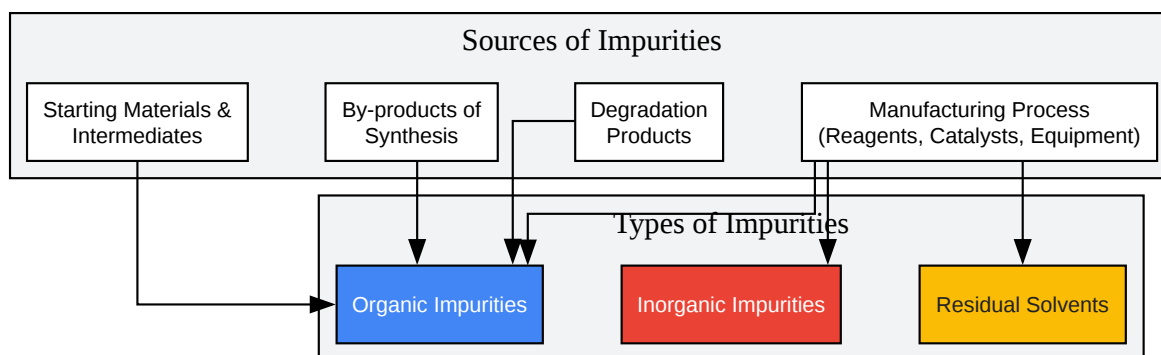 Sources of Impurities
Starting Materials &
Intermediates
By-products of
Synthesis
Degradation
Products
Manufacturing Process
(Reagents, Catalysts, Equipment)
Types of Impurities
Organic Impurities
Inorganic Impurities
Residual Solvents